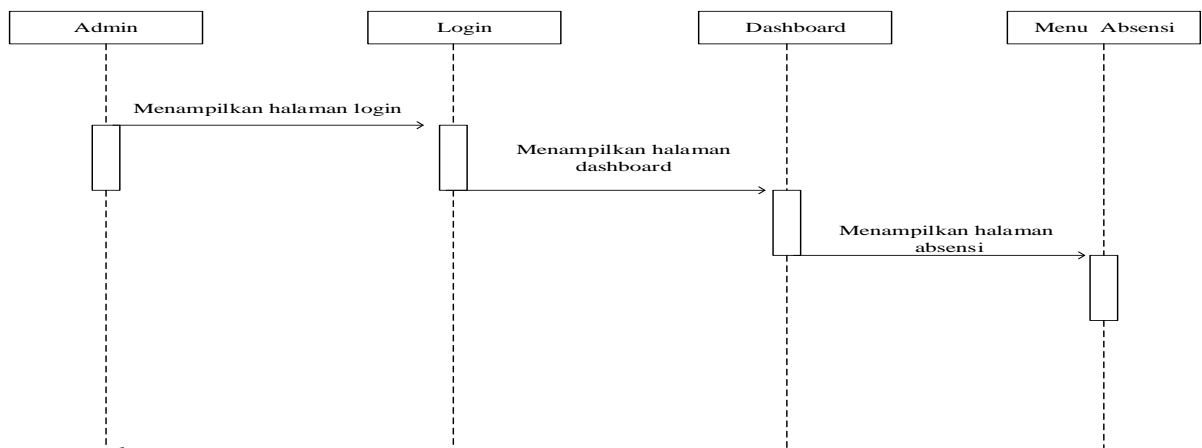 Admin
Login
Dashboard
Menu Absensi
Menampilkan halaman login
Menampilkan halaman
dashboard
Menampilkan halaman
absensi